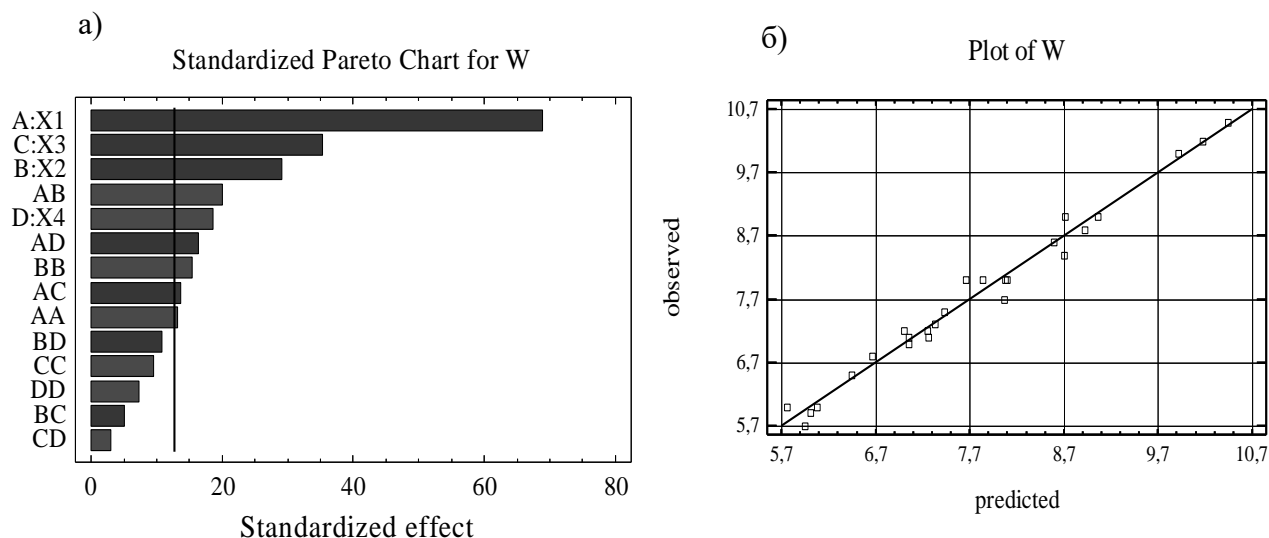 а)
Standardized Pareto Chart for W
A:X1
C:X3
B:X2
AB
D:X4
AD
BB
AC
AA
BD
CC
DD
BC
CD
0 20 40 60 80
Standardized effect
б)
Plot of W
10,7
9,7
8,7
7,7
6,7
5,7
observed
5,7 6,7 7,7 8,7 9,7 10,7
predicted